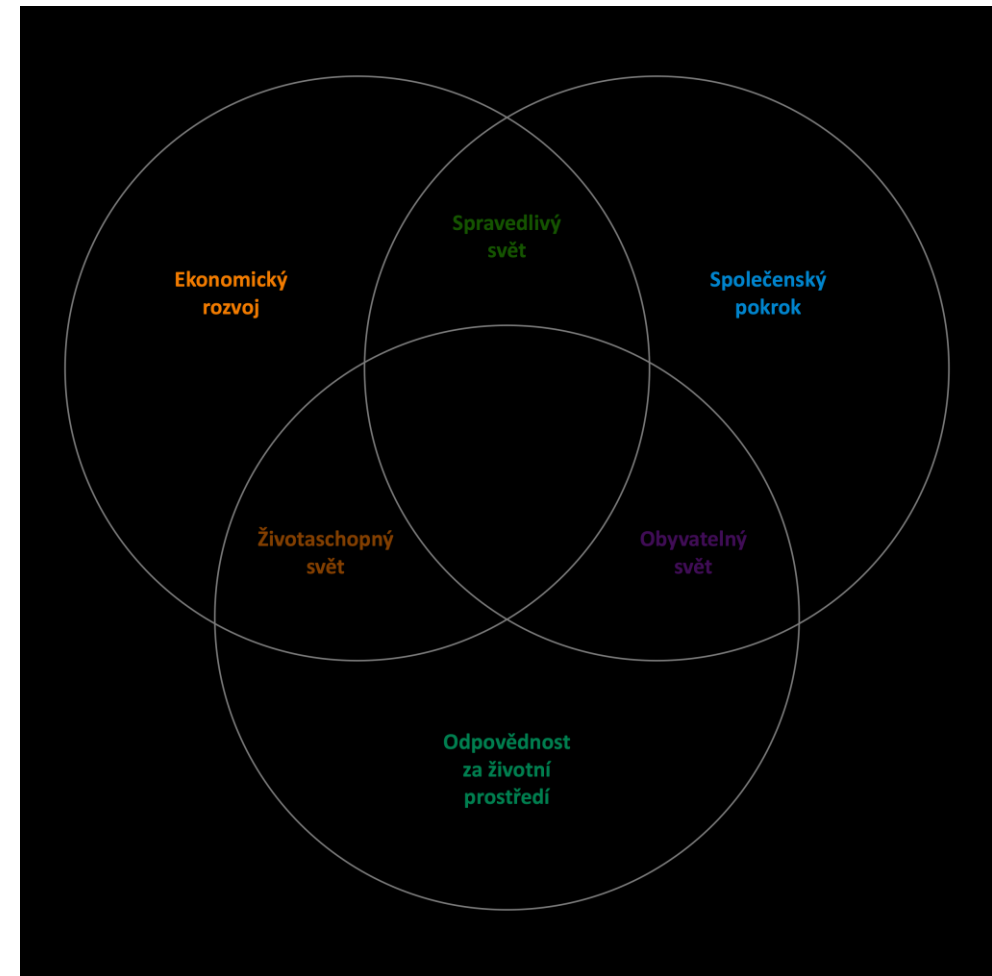 Spravedlivý
svět
Ekonomický
rozvoj
Společenský
pokrok
Životaschopný
svět
Obyvatelný
svět
Odpovědnost
za životní
prostředí